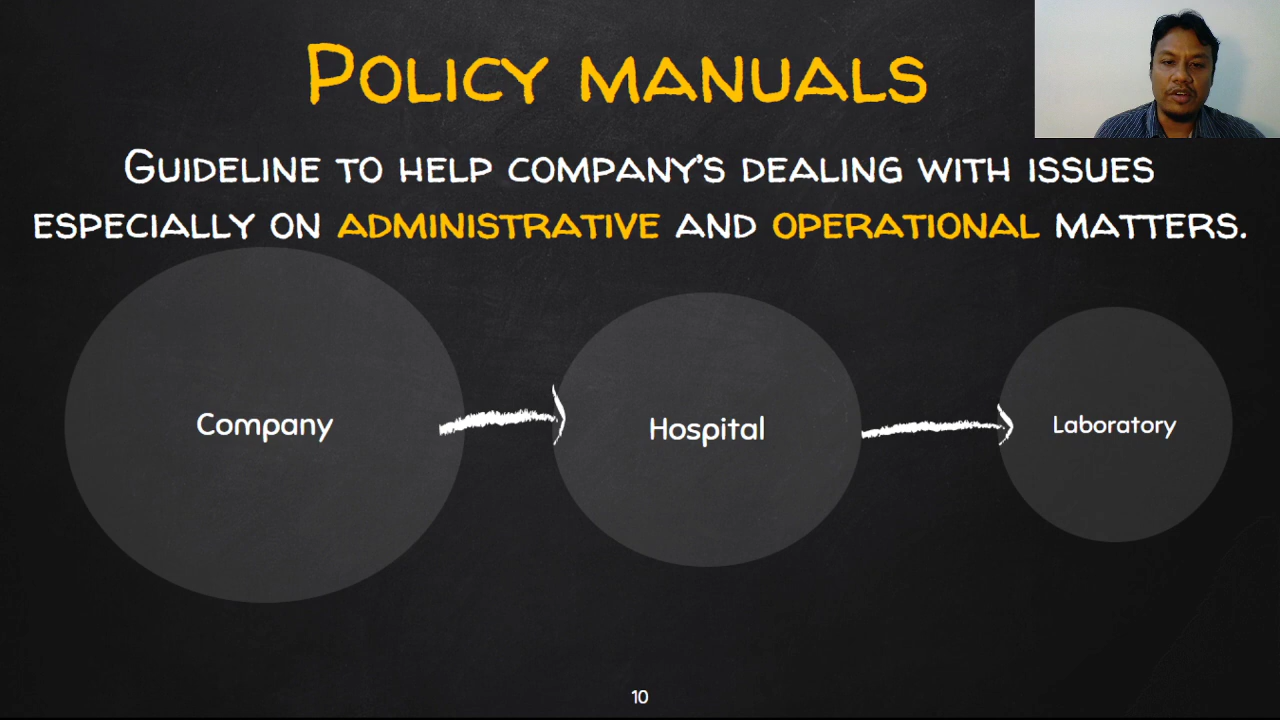 Policy manuals
Guideline to help company's dealing with issues
especially on administrative and operational matters.
Company
Hospital
Laboratory
10